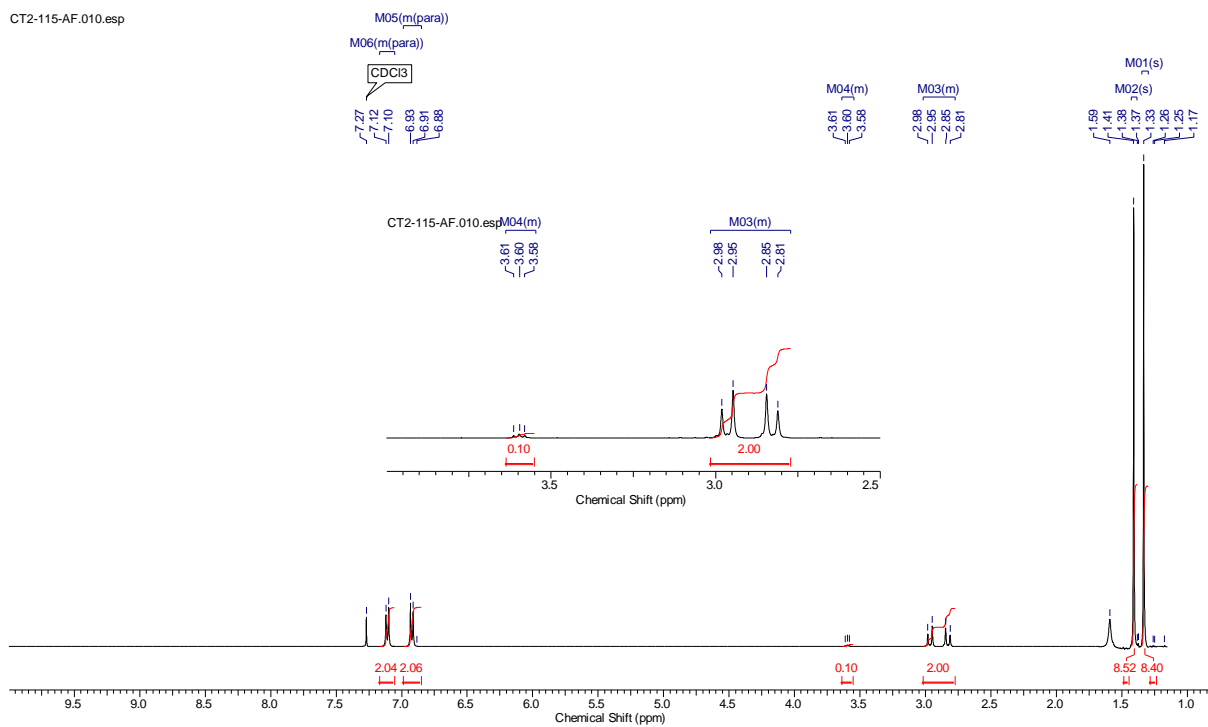 CT2-115-AF.010.esp
M05(m(para))
M06(m(para))
CDCl3
M04(m)
M03(m)
M01(s)
M02(s)
7.27
7.12
7.10
6.93
6.91
6.88
3.61
3.60
3.58
2.98
2.95
2.85
2.81
1.59
1.41
1.38
1.37
1.33
1.26
1.25
1.17
CT2-115-AF.010.esp
M04(m)
M03(m)
3.61
3.60
3.58
2.98
2.95
2.85
2.81
0.10
2.00
3.5 3.0 2.5
Chemical Shift (ppm)
2.04 2.06 0.10 2.00 8.52 8.40
9.5 9.0 8.5 8.0 7.5 7.0 6.5 6.0 5.5 5.0 4.5 4.0 3.5 3.0 2.5 2.0 1.5 1.0
Chemical Shift (ppm)